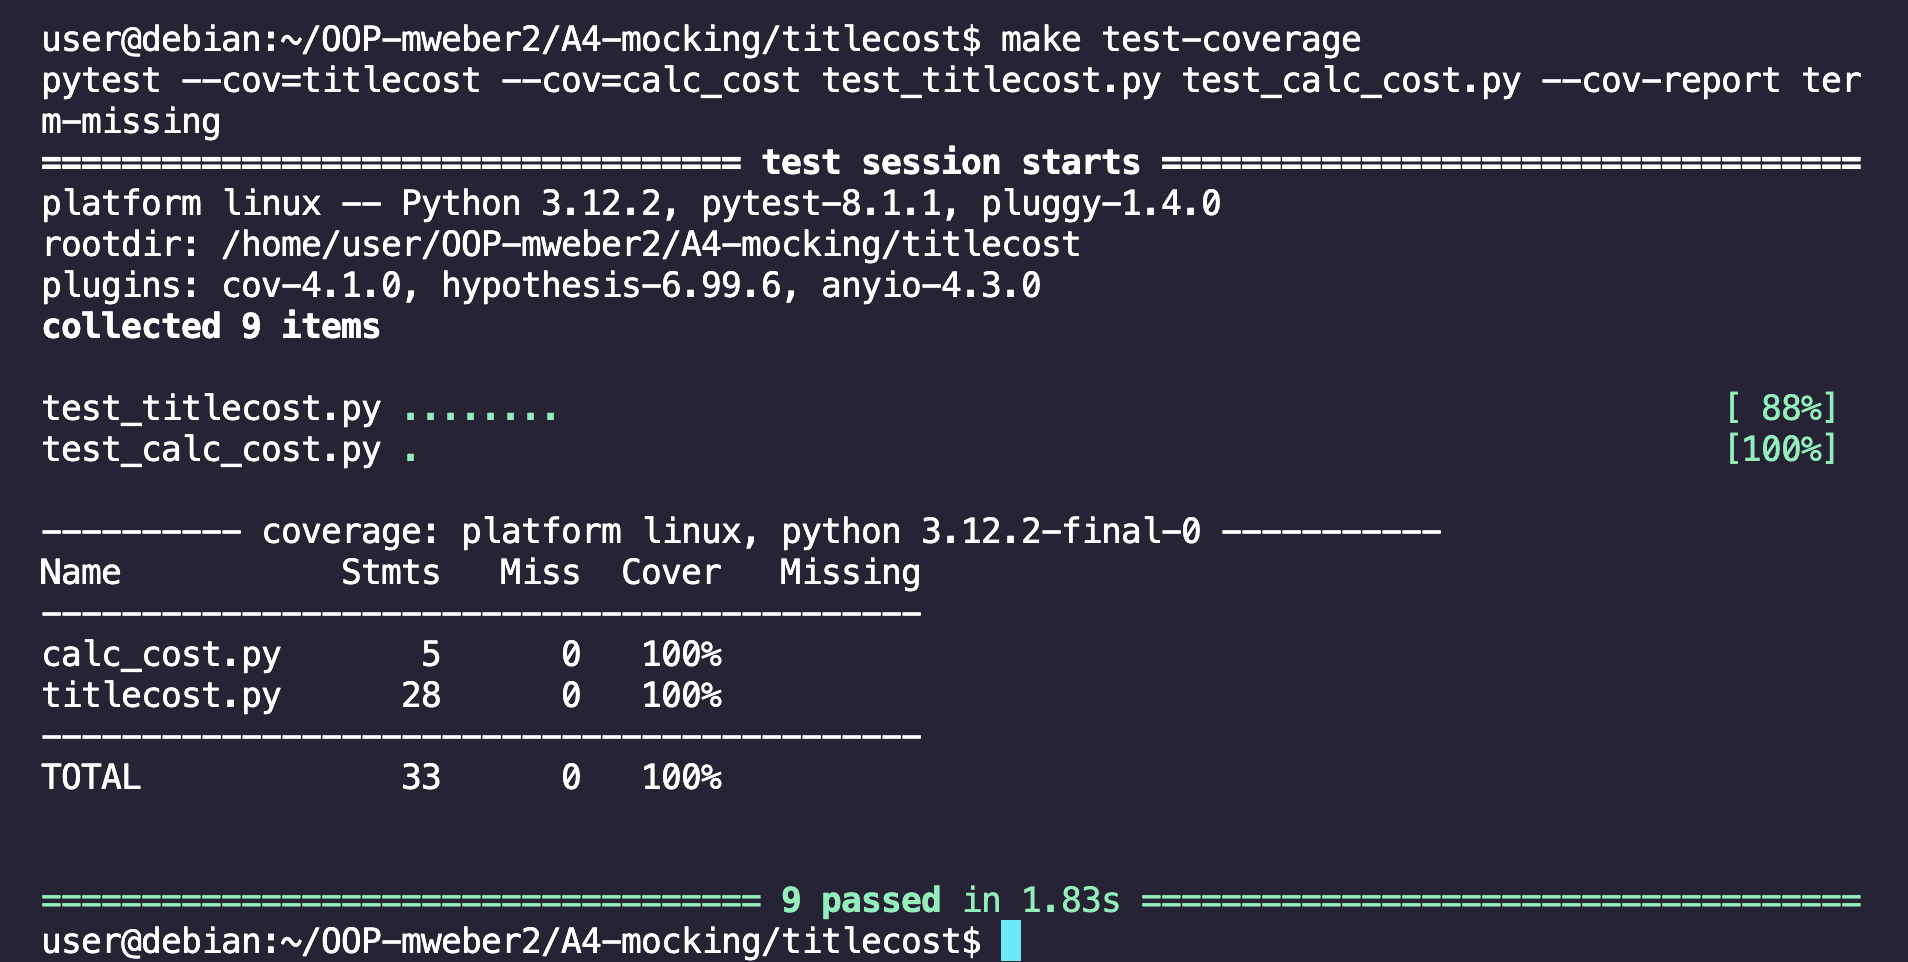 user@debian:~/OOP-mweber2/A4-mocking/titlecost$ make test-coverage
pytest --cov=titlecost --cov=calc_cost test_titlecost.py test_calc_cost.py --cov-report ter
m-missing
=================================== test session starts ===================================
platform linux -- Python 3.12.2, pytest-8.1.1, pluggy-1.4.0
rootdir: /home/user/OOP-mweber2/A4-mocking/titlecost
plugins: cov-4.1.0, hypothesis-6.99.6, anyio-4.3.0
collected 9 items
test_titlecost.py ........                                                          [ 88%]
test_calc_cost.py .                                                                 [100%]
---------- coverage: platform linux, python 3.12.2-final-0 -----------
Name           Stmts   Miss  Cover   Missing
--------------------------------------------
calc_cost.py       5      0   100%
titlecost.py      28      0   100%
--------------------------------------------
TOTAL             33      0   100%
==================================== 9 passed in 1.83s ====================================
user@debian:~/OOP-mweber2/A4-mocking/titlecost$